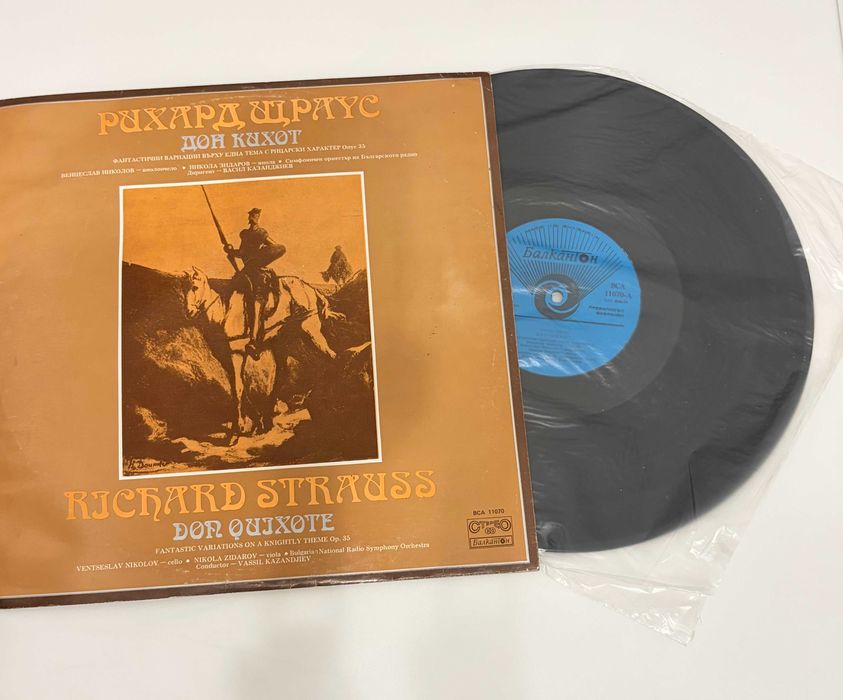 РИХАРД ЩРАУС
ДОН КИХОТ
ФАНТАСТИЧНИ ВАРИАЦИИ ВЪРХУ ЕДНА ТЕМА С РИЦАРСКИ ХАРАКТЕР Опус 35
ВЕНЦЕСЛАВ НИКОЛОВ — виолончело ★ НИКОЛА ЗИДАРОВ — виола ★ Симфоничен оркестър на Българското радио
Диригент — ВАСИЛ КАЗАНДЖИЕВ
RICHARD STRAUSS
DON QUIXOTE
FANTASTIC VARIATIONS ON A KNIGHTLY THEME Op. 35
VENTSESLAV NIKOLOV — cello ★ NIKOLA ZIDAROV — viola ★ Bulgarian National Radio Symphony Orchestra
Conductor — VASSIL KAZANDJIEV
BCA 11070
СТЕРЕО
Балкантон
Балкантон
ВСА
11070-А